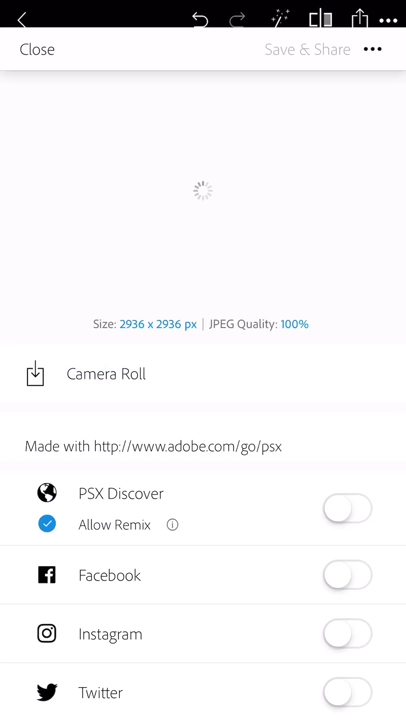 Close
Save & Share
Size: 2936 x 2936 px | JPEG Quality: 100%
Camera Roll
Made with http://www.adobe.com/go/psx
PSX Discover
Allow Remix
Facebook
Instagram
Twitter